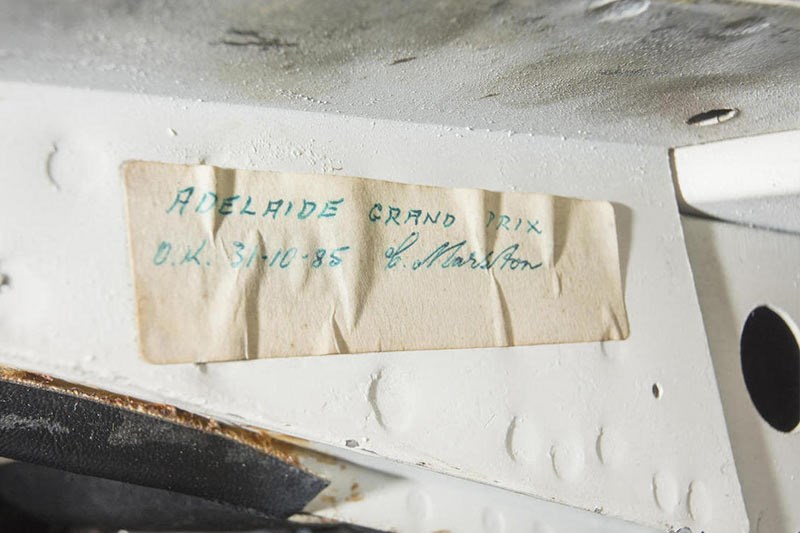 ADELAIDE GRAND PRIX
O.K. 31-10-85 C. Marston